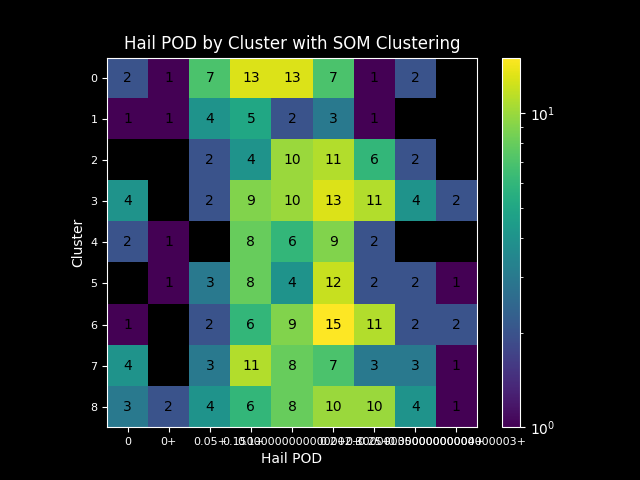 Hail POD by Cluster with SOM Clustering
0 2 1 7 13 13 7 1 2
1 1 1 4 5 2 3 1
2 2 4 10 11 6 2
3 4 2 9 10 13 11 4 2
4 2 1 8 6 9 2
5 1 3 8 4 12 2 2 1
6 1 2 6 9 15 11 2 2
7 4 3 11 8 7 3 3 1
8 3 2 4 6 8 10 10 4 1
Cluster
0 0+ 0.05+
Hail POD
10¹
10⁰